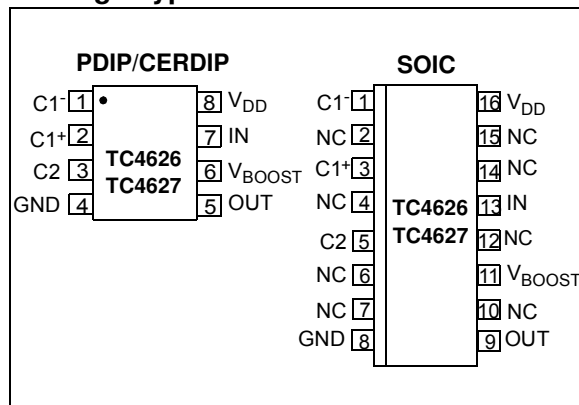 PDIP/CERDIP
C1- 1
C1+ 2
C2 3
GND 4
TC4626
TC4627
8 VDD
7 IN
6 VBOOST
5 OUT
SOIC
C1- 1
NC 2
C1+ 3
NC 4
C2 5
NC 6
NC 7
GND 8
TC4626
TC4627
16 VDD
15 NC
14 NC
13 IN
12 NC
11 VBOOST
10 NC
9 OUT